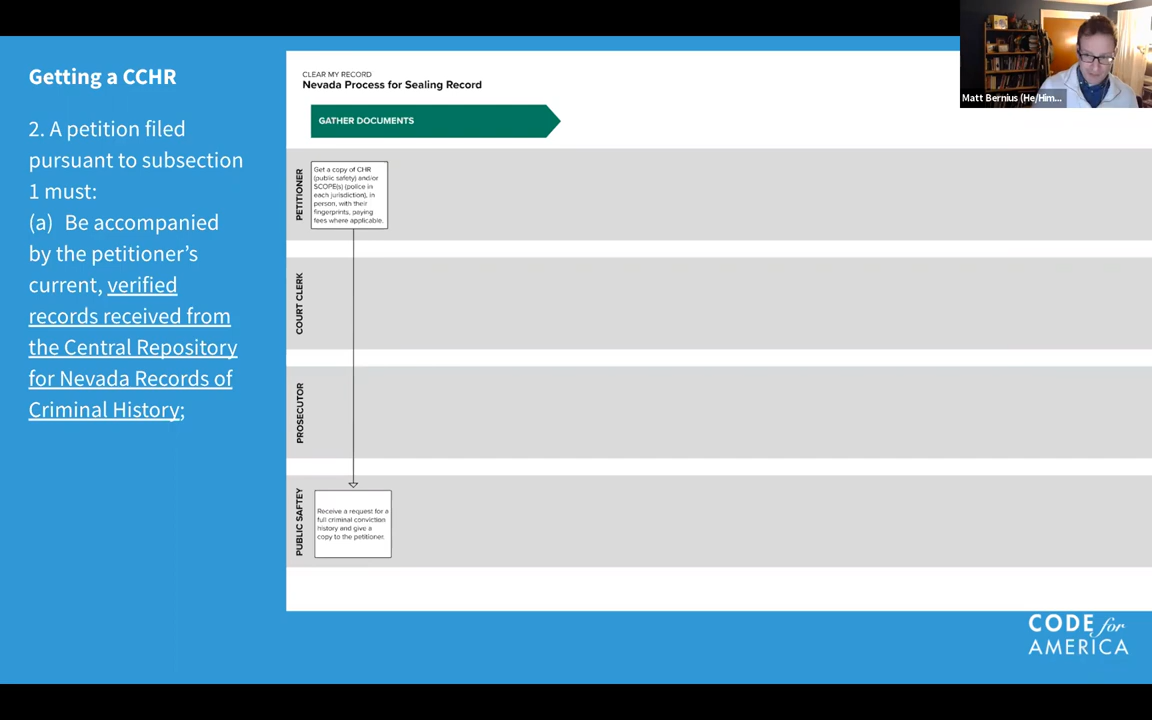 Getting a CCHR
2. A petition filed
pursuant to subsection
1 must:
(a) Be accompanied
by the petitioner's
current, verified
records received from
the Central Repository
for Nevada Records of
Criminal History;
CLEAR MY RECORD
Nevada Process for Sealing Record
GATHER DOCUMENTS
PETITIONER
Get a copy of CHR
(public safety) and/or
SCOPE(s) (police in
each jurisdiction), in
person, with their
fingerprints, paying
fees where applicable.
COURT CLERK
PROSECUTOR
PUBLIC SAFTEY
Receive a request for a
full criminal conviction
history and give a
copy to the petitioner.
Matt Bernius (He/Him...
CODE for
AMERICA